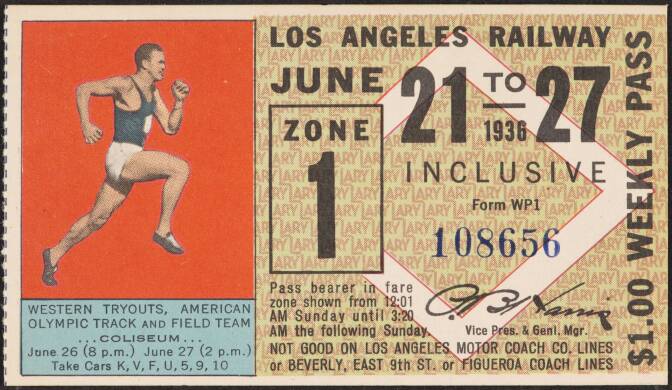 LOS ANGELES RAILWAY
JUNE 21 TO 27
1936
ZONE
1
INCLUSIVE
Form WP1
108656
$1.00 WEEKLY PASS
Pass bearer in fare
zone shown from 12:01
AM Sunday until 3:20
AM the following Sunday.
Vice Pres. & Genl. Mgr.
NOT GOOD ON LOS ANGELES MOTOR COACH CO. LINES
or BEVERLY, EAST 9th ST. or FIGUEROA COACH LINES
WESTERN TRYOUTS, AMERICAN
OLYMPIC TRACK AND FIELD TEAM
...COLISEUM...
June 26 (8 p.m.) June 27 (2 p.m.)
Take Cars K, V, F, U, 5, 9, 10